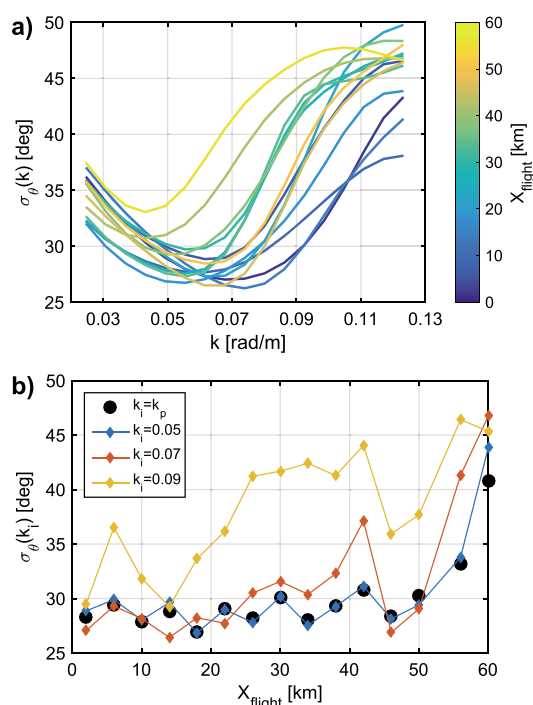 a)
50
45
40
35
30
25
σθ(k) [deg]
0.03 0.05 0.07 0.09 0.11 0.13
k [rad/m]
60
50
40
30
20
10
0
Xflight [km]
b)
50
45
40
35
30
25
σθ(ki) [deg]
ki=kp
ki=0.05
ki=0.07
ki=0.09
0 10 20 30 40 50 60
Xflight [km]